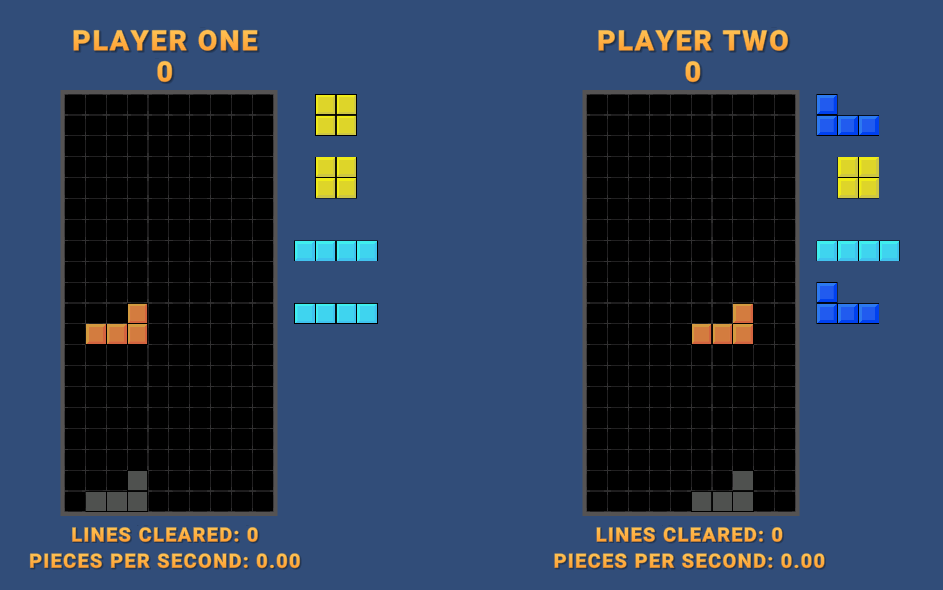 PLAYER ONE
0
LINES CLEARED: 0
PIECES PER SECOND: 0.00
PLAYER TWO
0
LINES CLEARED: 0
PIECES PER SECOND: 0.00